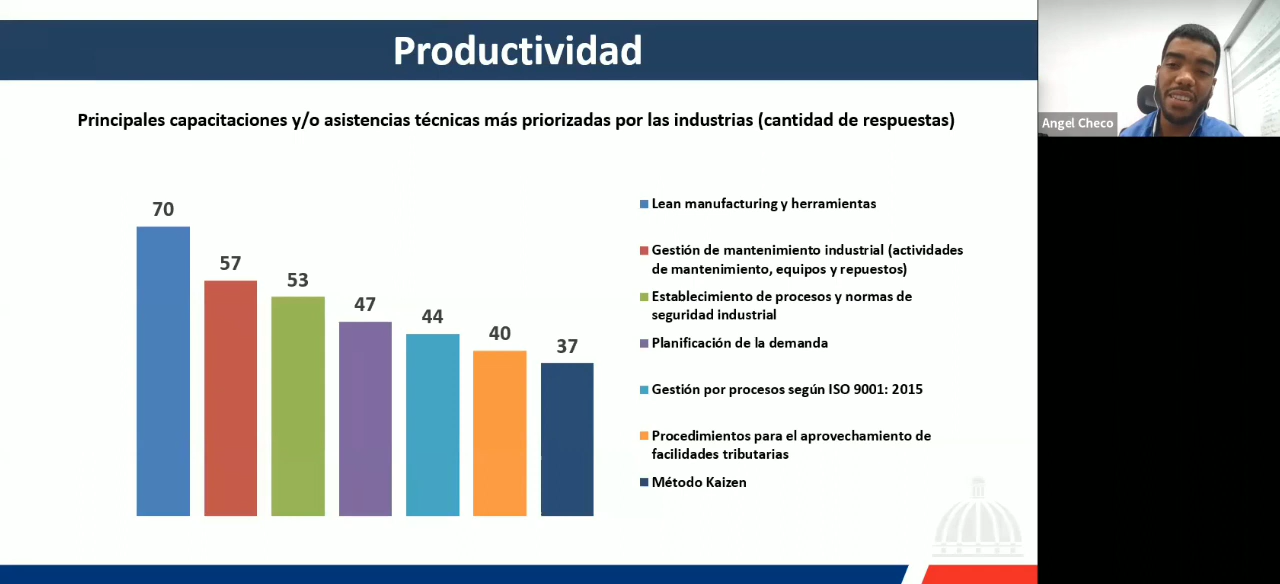 Productividad
Angel Checo
Principales capacitaciones y/o asistencias técnicas más priorizadas por las industrias (cantidad de respuestas)
70
57
53
47
44
40
37
Lean manufacturing y herramientas
Gestión de mantenimiento industrial (actividades
de mantenimiento, equipos y repuestos)
Establecimiento de procesos y normas de
seguridad industrial
Planificación de la demanda
Gestión por procesos según ISO 9001: 2015
Procedimientos para el aprovechamiento de
facilidades tributarias
Método Kaizen